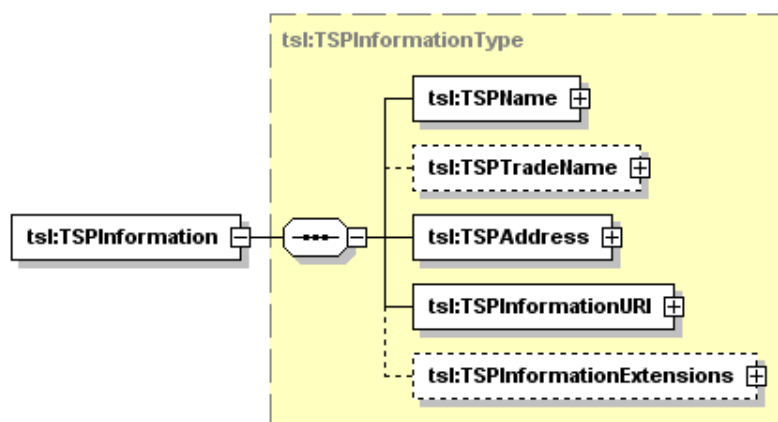 tsl:TSPInformationType
tsl:TSPName
tsl:TSPTradeName
tsl:TSPInformation
tsl:TSPAddress
tsl:TSPInformationURI
tsl:TSPInformationExtensions